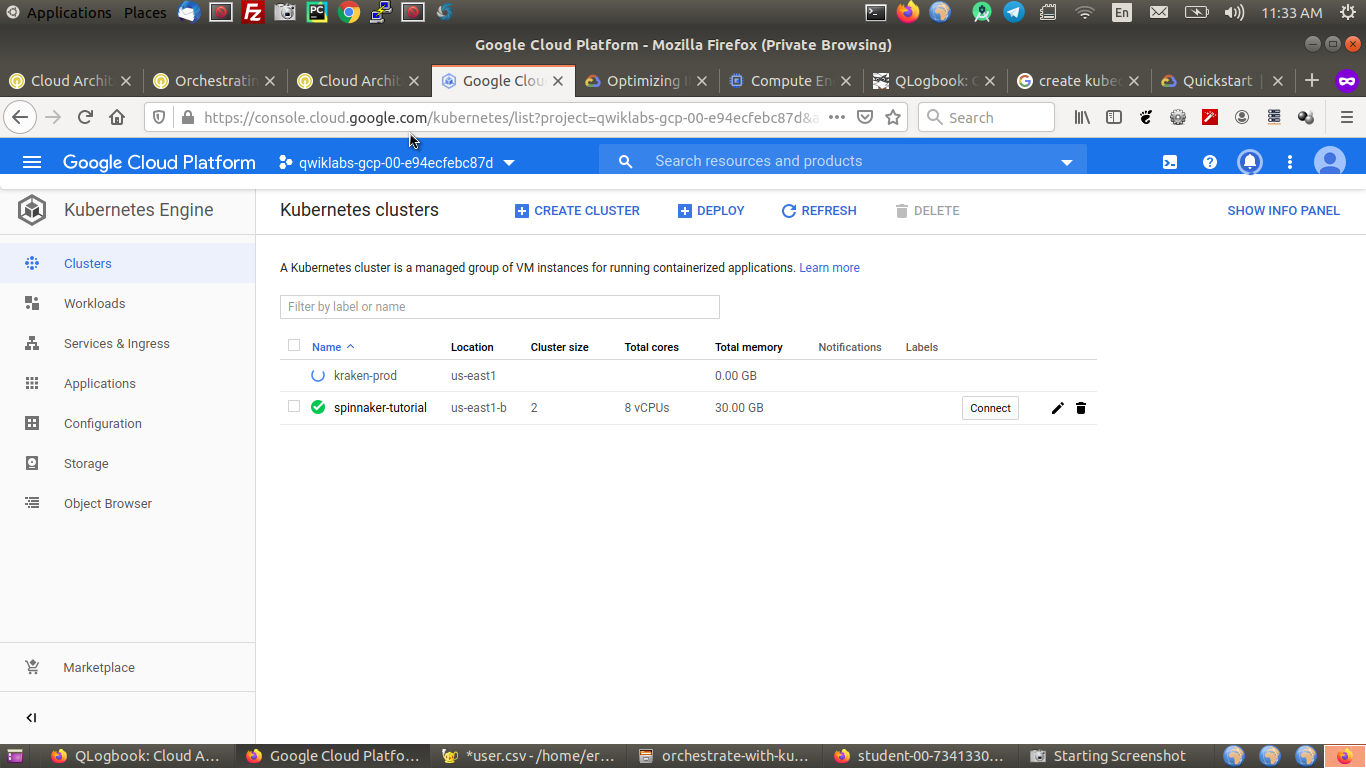 Applications Places En 11:33 AM
Google Cloud Platform - Mozilla Firefox (Private Browsing)
Cloud Archit Orchestratin Cloud Archit Google Clou Optimizing Compute En QLogbook: C create kube Quickstart
https://console.cloud.google.com/kubernetes/list?project=qwiklabs-gcp-00-e94ecfebc87d& Search
Google Cloud Platform qwiklabs-gcp-00-e94ecfebc87d Search resources and products
Kubernetes Engine Kubernetes clusters CREATE CLUSTER DEPLOY REFRESH DELETE SHOW INFO PANEL
Clusters
Workloads
Services & Ingress
Applications
Configuration
Storage
Object Browser
Marketplace
A Kubernetes cluster is a managed group of VM instances for running containerized applications. Learn more
Filter by label or name
Name Location Cluster size Total cores Total memory Notifications Labels
kraken-prod us-east1 0.00 GB
spinnaker-tutorial us-east1-b 2 8 vCPUs 30.00 GB Connect
QLogbook: Cloud A... Google Cloud Platfo... *user.csv - /home/er... orchestrate-with-ku... student-00-7341330... Starting Screenshot